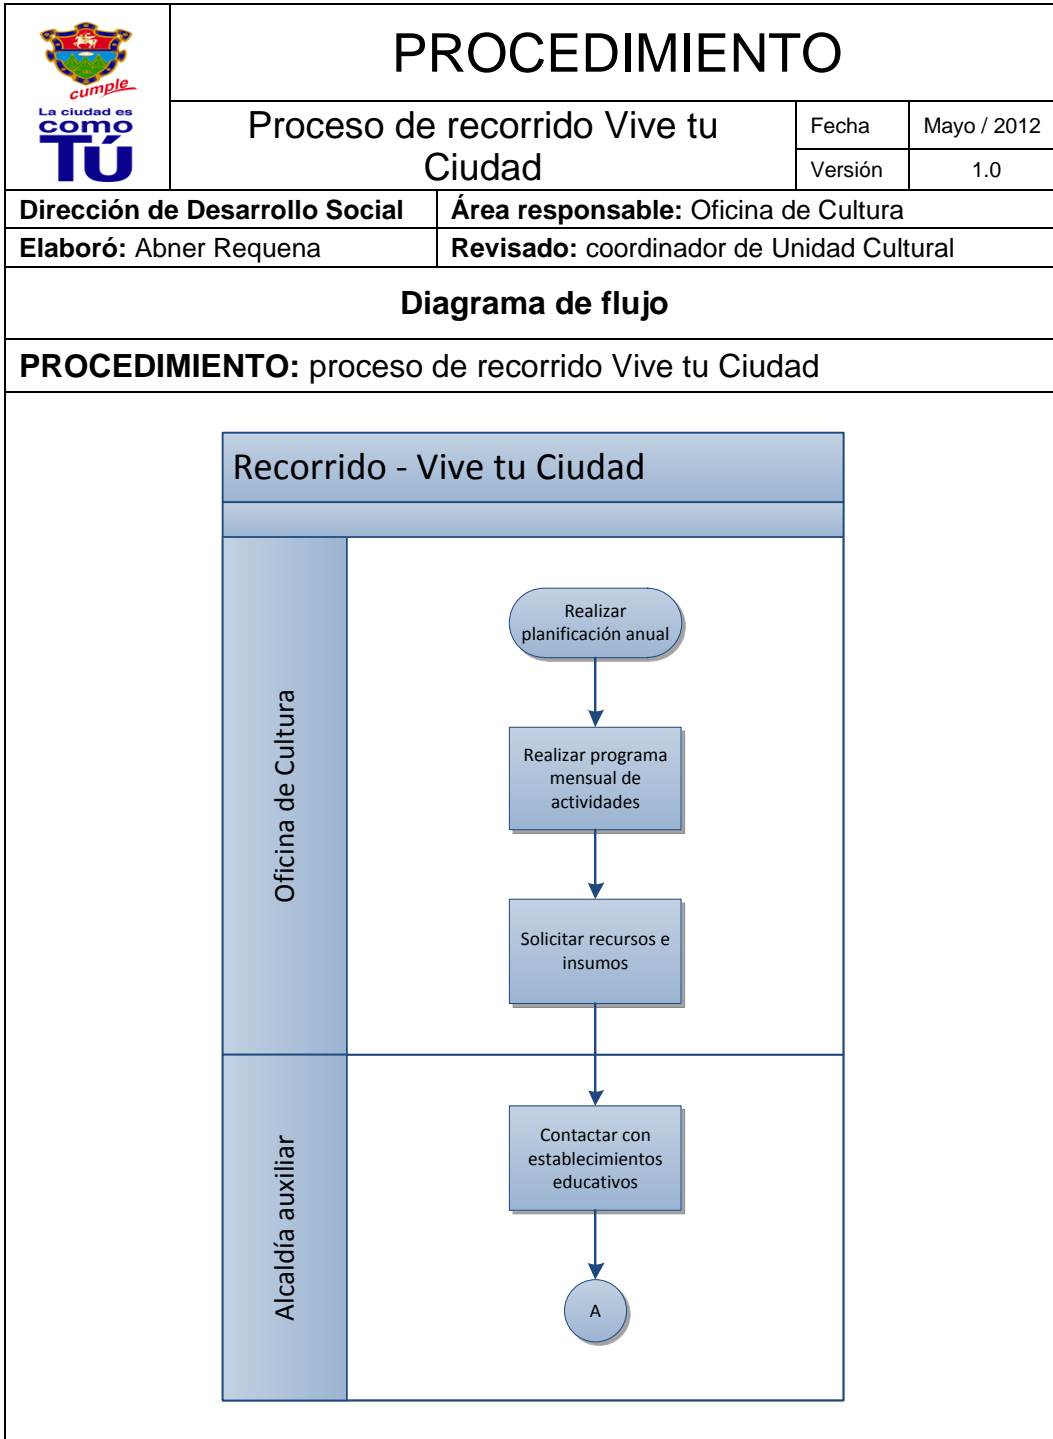 cumple
La ciudad es
como
TÚ
PROCEDIMIENTO
Proceso de recorrido Vive tu
Ciudad
Fecha
Mayo / 2012
Versión
1.0
Dirección de Desarrollo Social
Área responsable: Oficina de Cultura
Elaboró: Abner Requena
Revisado: coordinador de Unidad Cultural
Diagrama de flujo
PROCEDIMIENTO: proceso de recorrido Vive tu Ciudad
Recorrido - Vive tu Ciudad
Oficina de Cultura
Realizar
planificación anual
Realizar programa
mensual de
actividades
Solicitar recursos e
insumos
Alcaldía auxiliar
Contactar con
establecimientos
educativos
A